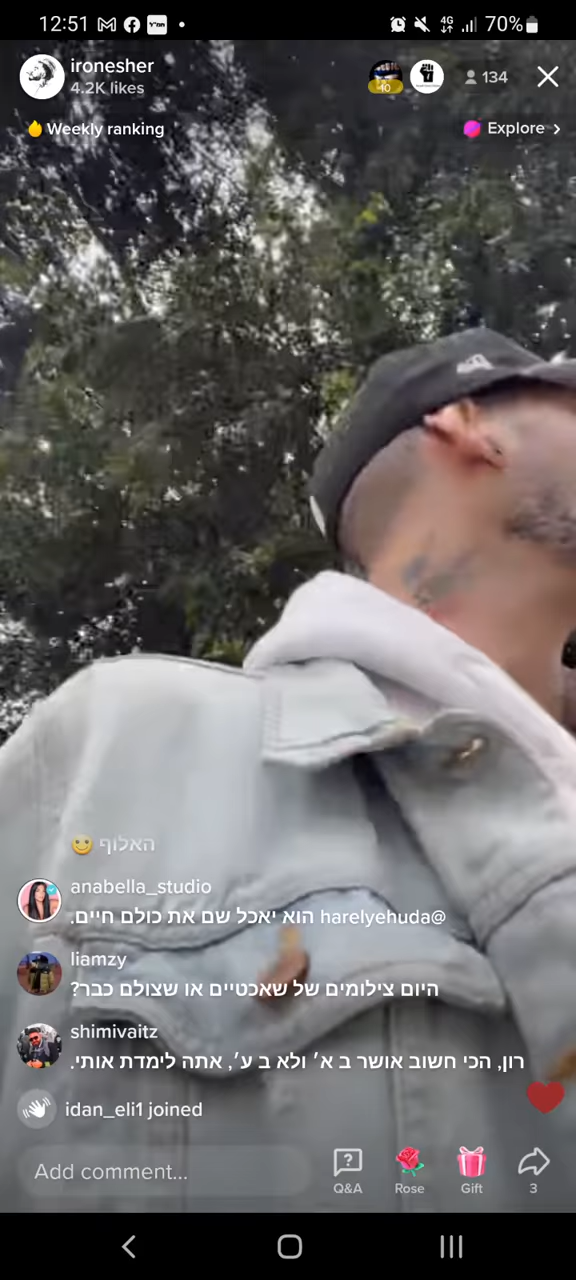 12:51
4G
70%
ironesher
4.2K likes
10
134
Weekly ranking
Explore
האלוף
anabella_studio
@harelyehuda הוא יאכל שם את כולם חיים.
liamzy
היום צילומים של שאכטיים או שצולם כבר?
shimivaitz
רון, הכי חשוב אושר ב א׳ ולא ב ע׳, אתה לימדת אותי.
idan_eli1 joined
Add comment...
Q&A
Rose
Gift
3